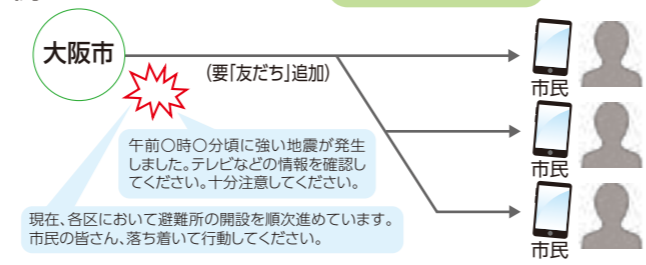 大阪市
(要「友だち」追加)
市民
午前〇時〇分頃に強い地震が発生
しました。テレビなどの情報を確認し
てください。十分注意してください。
市民
現在、各区において避難所の開設を順次進めています。
市民の皆さん、落ち着いて行動してください。
市民